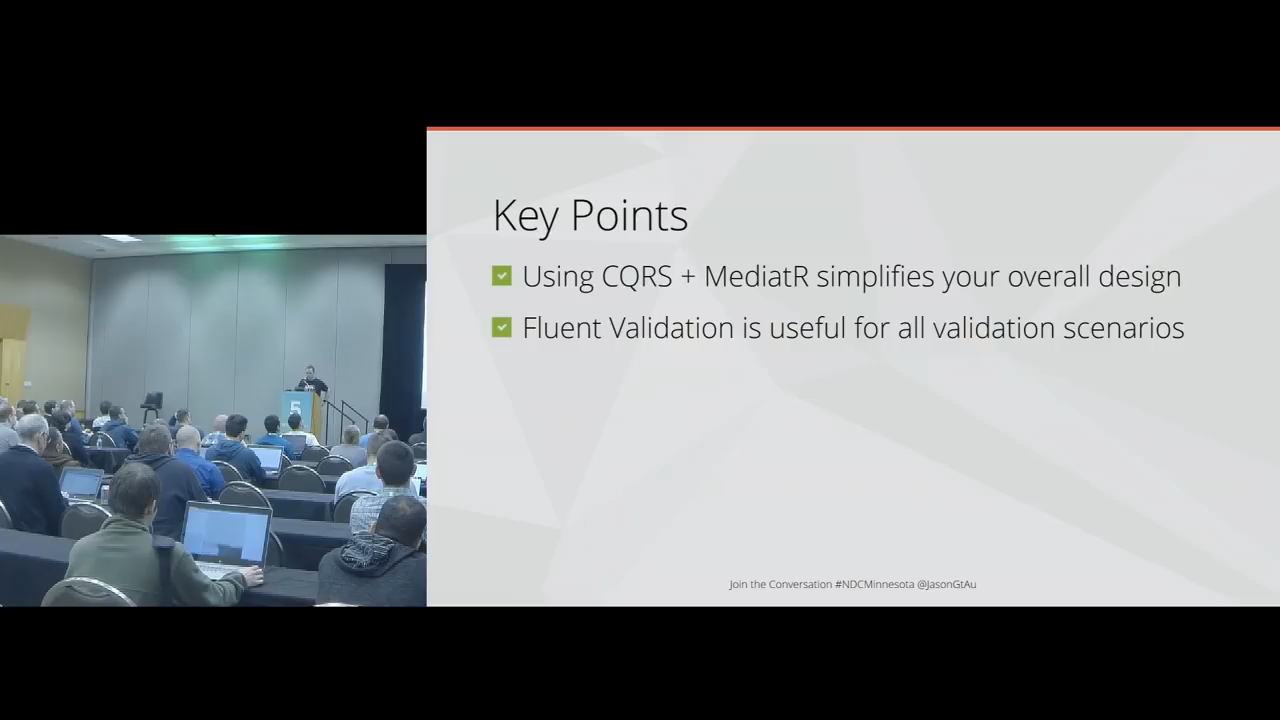 Key Points
Using CQRS + MediatR simplifies your overall design
Fluent Validation is useful for all validation scenarios
Join the Conversation #NDCMinnesota @JasonGtAu